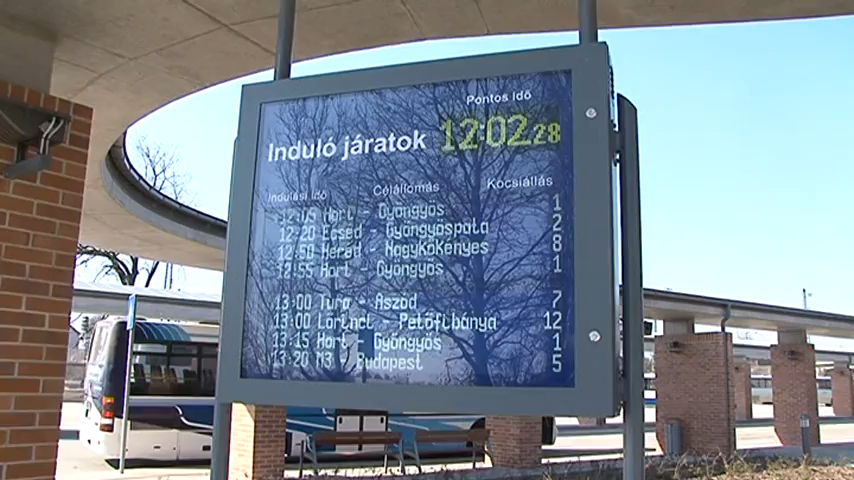 Pontos idő
Induló járatok 12:02.28
Indulási idő Célállomás Kocsiállás
12:05 Hort - Gyöngyös 1
12:20 Ecséd - Gyöngyöspata 2
12:50 Heréd - Nagykökényes 8
12:55 Hort - Gyöngyös 1
13:00 Tura - Aszód 7
13:00 Lőrinci - Petőfibánya 12
13:15 Hort - Gyöngyös 1
13:20 M3 - Budapest 5